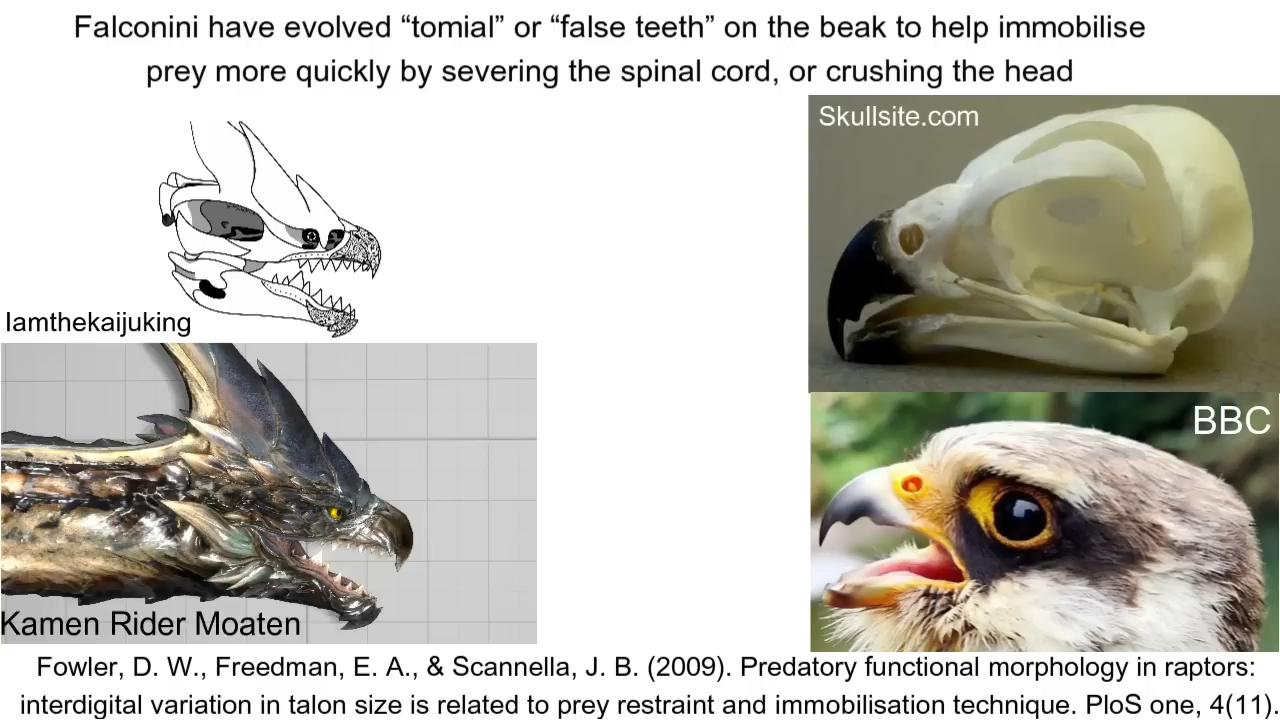 Falconini have evolved “tomial” or “false teeth” on the beak to help immobilise
prey more quickly by severing the spinal cord, or crushing the head
Skullsite.com
Iamthekaijuking
BBC
Kamen Rider Moaten
Fowler, D. W., Freedman, E. A., & Scannella, J. B. (2009). Predatory functional morphology in raptors:
interdigital variation in talon size is related to prey restraint and immobilisation technique. PloS one, 4(11).